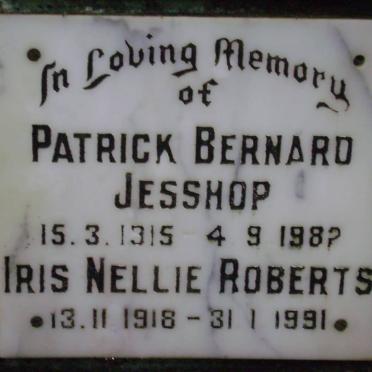 In Loving Memory
of
PATRICK BERNARD
JESSHOP
15. 3. 1315 4 9 198?
IRIS NELLIE ROBERTS
•13.11 1918 - 31 1 1991•